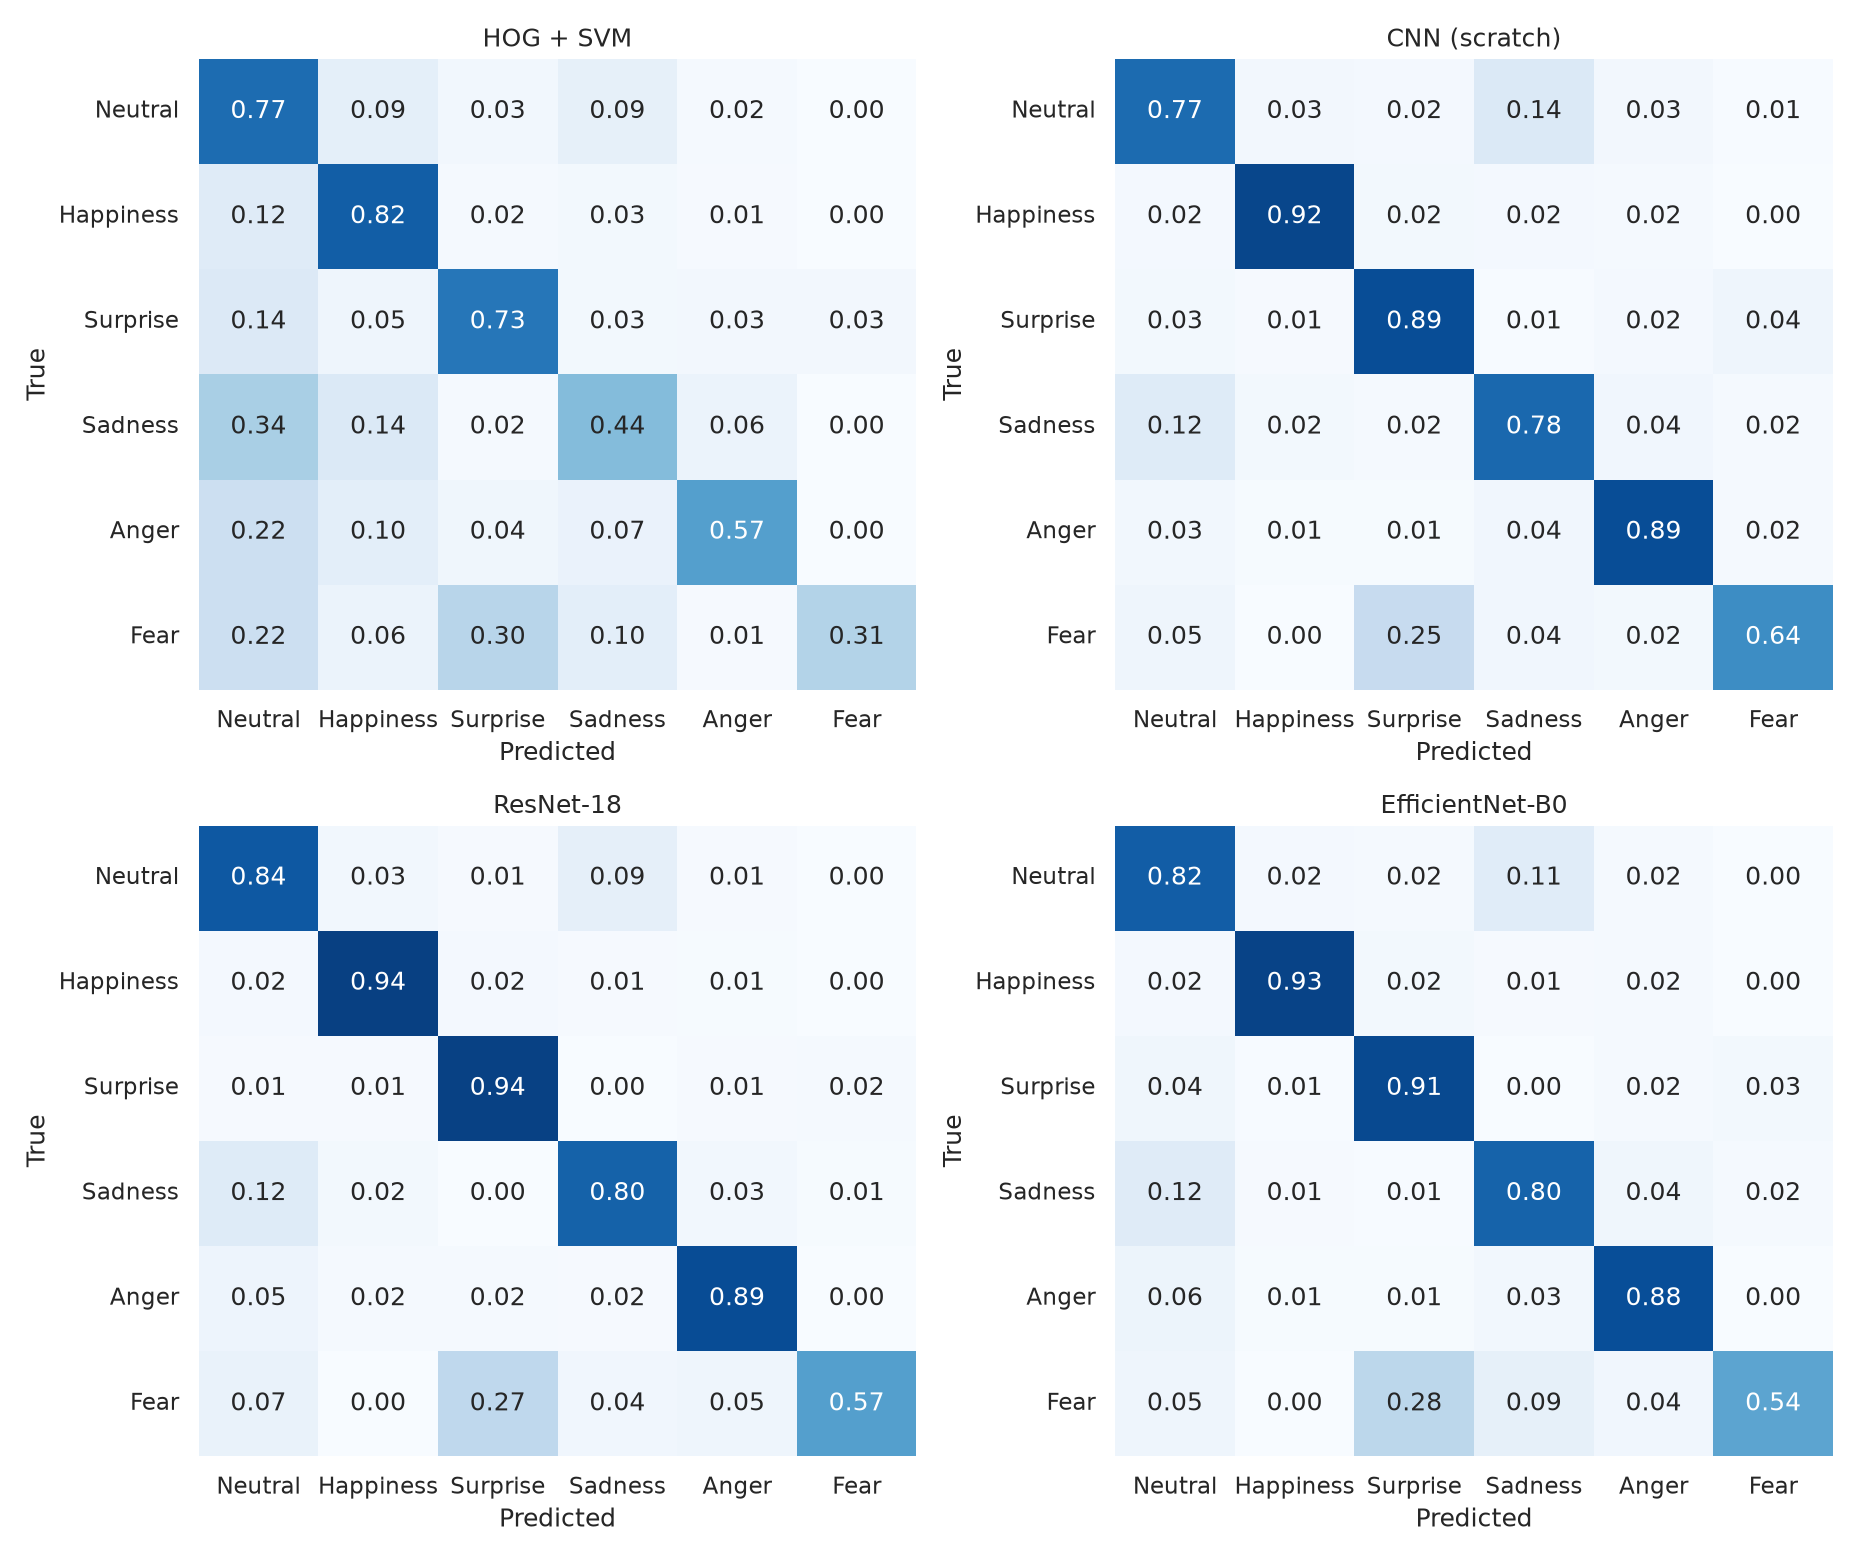 HOG + SVM
Neutral 0.77 0.09 0.03 0.09 0.02 0.00
Happiness 0.12 0.82 0.02 0.03 0.01 0.00
Surprise 0.14 0.05 0.73 0.03 0.03 0.03
Sadness 0.34 0.14 0.02 0.44 0.06 0.00
Anger 0.22 0.10 0.04 0.07 0.57 0.00
Fear 0.22 0.06 0.30 0.10 0.01 0.31
True
Neutral Happiness Surprise Sadness Anger Fear
Predicted
CNN (scratch)
Neutral 0.77 0.03 0.02 0.14 0.03 0.01
Happiness 0.02 0.92 0.02 0.02 0.02 0.00
Surprise 0.03 0.01 0.89 0.01 0.02 0.04
Sadness 0.12 0.02 0.02 0.78 0.04 0.02
Anger 0.03 0.01 0.01 0.04 0.89 0.02
Fear 0.05 0.00 0.25 0.04 0.02 0.64
True
Neutral Happiness Surprise Sadness Anger Fear
Predicted
ResNet-18
Neutral 0.84 0.03 0.01 0.09 0.01 0.00
Happiness 0.02 0.94 0.02 0.01 0.01 0.00
Surprise 0.01 0.01 0.94 0.00 0.01 0.02
Sadness 0.12 0.02 0.00 0.80 0.03 0.01
Anger 0.05 0.02 0.02 0.02 0.89 0.00
Fear 0.07 0.00 0.27 0.04 0.05 0.57
True
Neutral Happiness Surprise Sadness Anger Fear
Predicted
EfficientNet-B0
Neutral 0.82 0.02 0.02 0.11 0.02 0.00
Happiness 0.02 0.93 0.02 0.01 0.02 0.00
Surprise 0.04 0.01 0.91 0.00 0.02 0.03
Sadness 0.12 0.01 0.01 0.80 0.04 0.02
Anger 0.06 0.01 0.01 0.03 0.88 0.00
Fear 0.05 0.00 0.28 0.09 0.04 0.54
True
Neutral Happiness Surprise Sadness Anger Fear
Predicted